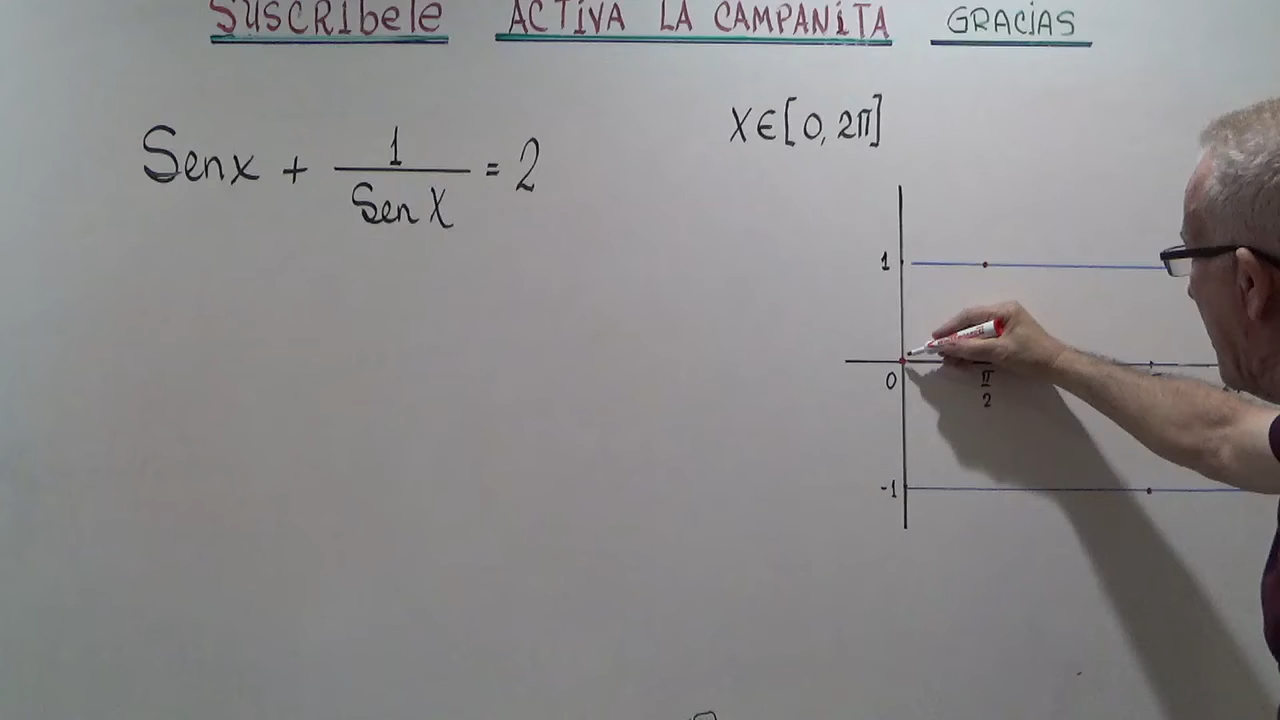 SUSCRIbele ACTiVA LA CAMPANiTA GRACiAS
Senx + 1/Sen X = 2
X∈[0,2π]
1
0
π/2
-1